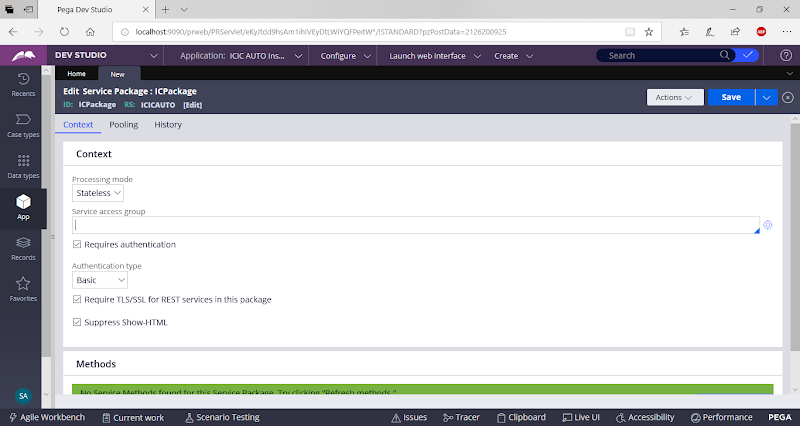 Pega Dev Studio
localhost:9090/prweb/PRServlet/eKyJtdd9hsAm1ihIVEyDtLWiYQFPeitW*/!STANDARD?pzPostData=2126200925
DEV STUDIO
Application: ICIC AUTO Ins...
Configure
Launch web interface
Create
Search
Recents
Case types
Data types
App
Records
Favorites
SA
Home
New
Edit Service Package : ICPackage
ID: ICPackage RS: ICICAUTO [Edit]
Actions
Save
Context
Pooling
History
Context
Processing mode
Stateless
Service access group
Requires authentication
Authentication type
Basic
Require TLS/SSL for REST services in this package
Suppress Show-HTML
Methods
No Service Methods found for this Service Package. Try clicking "Refresh methods."
Agile Workbench
Current work
Scenario Testing
Issues
Tracer
Clipboard
Live UI
Accessibility
Performance
PEGA